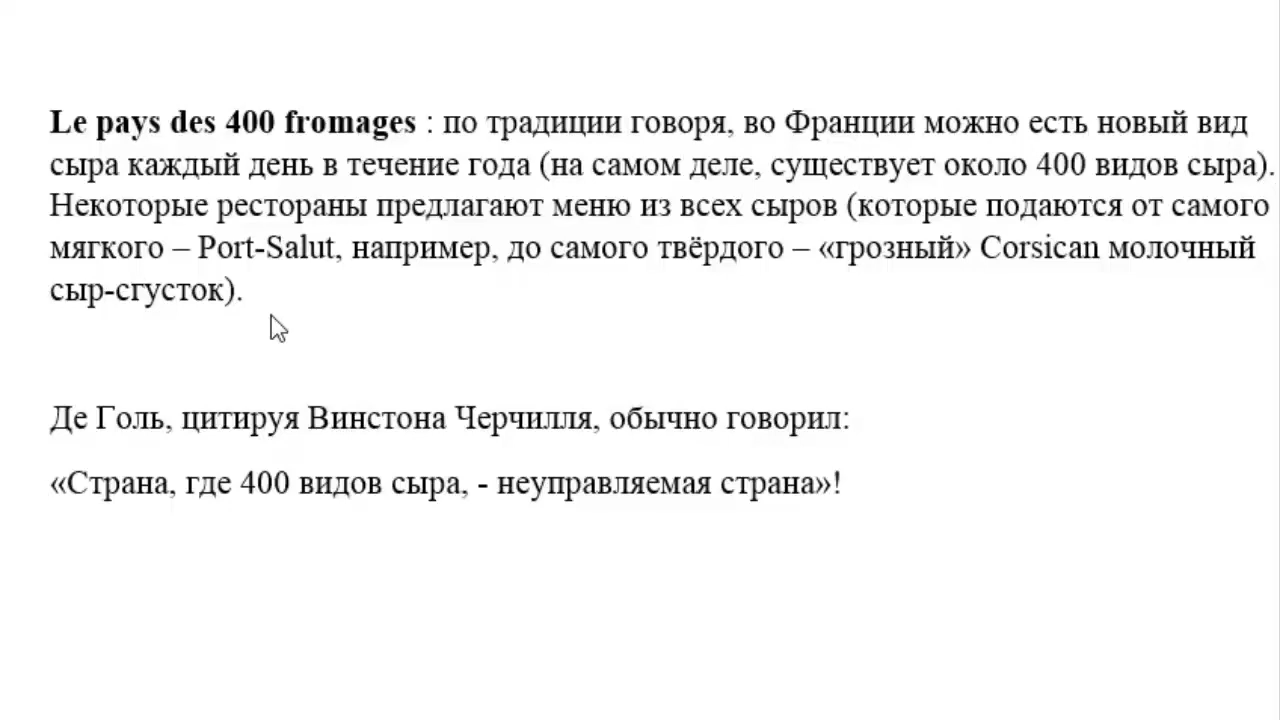 Le pays des 400 fromages : по традиции говоря, во Франции можно есть новый вид
сыра каждый день в течение года (на самом деле, существует около 400 видов сыра).
Некоторые рестораны предлагают меню из всех сыров (которые подаются от самого
мягкого – Port-Salut, например, до самого твёрдого – «грозный» Corsican молочный
сыр-сгусток).
Де Голь, цитируя Винстона Черчилля, обычно говорил:
«Страна, где 400 видов сыра, - неуправляемая страна»!